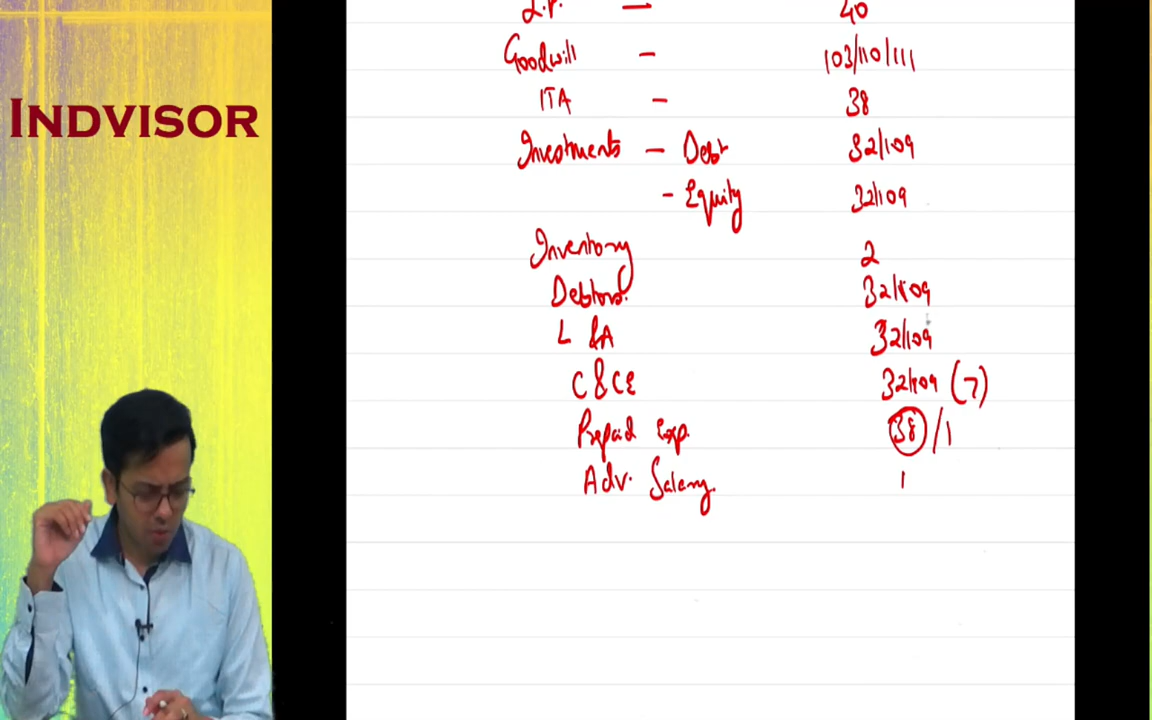 INDVISOR
I.P. — 40
Goodwill — 103/110/111
ITA — 38
Investments — Debt 32/109
- Equity 32/109
Inventory 2
Debtors. 32/109
L &A 32/109
C & CE 32/109 (7)
Prepaid Exp. 38/1
Adv. Salary. 1